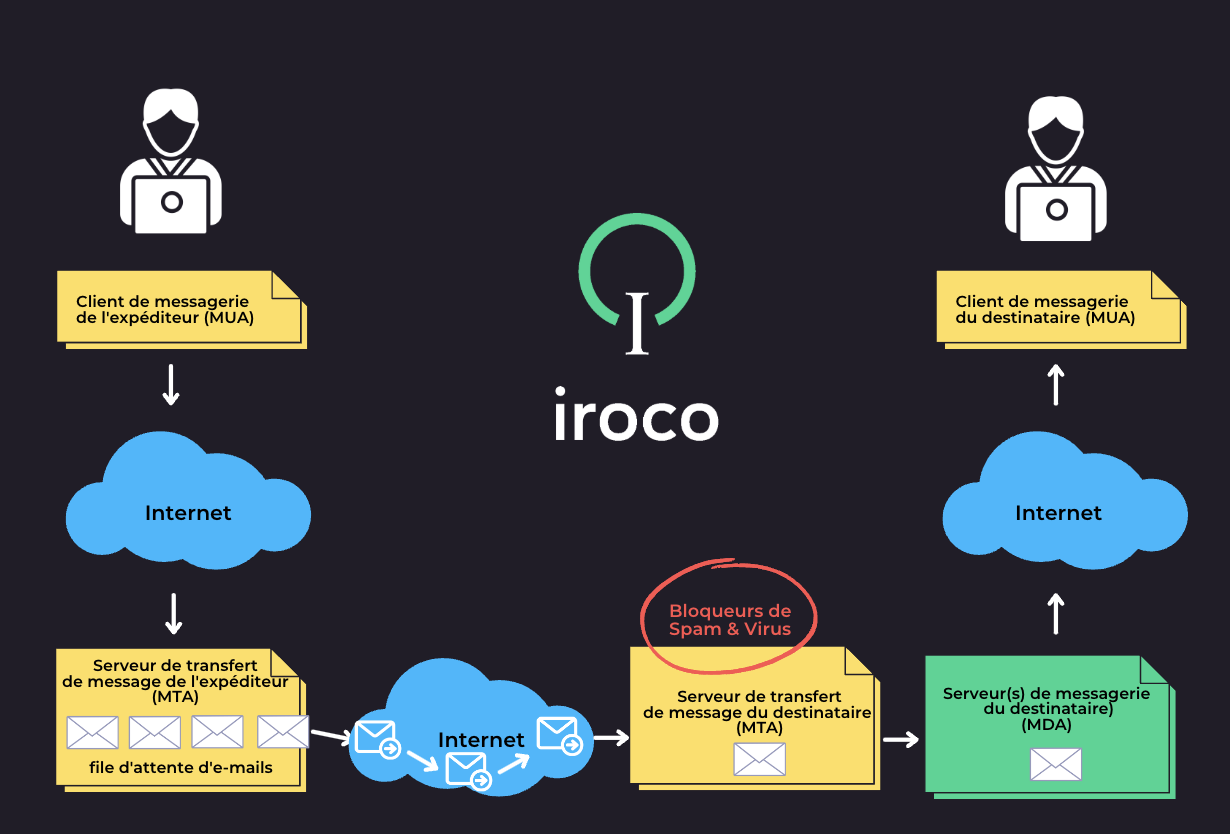 Client de messagerie
de l'expéditeur (MUA)
Internet
Serveur de transfert
de message de l'expéditeur
(MTA)
file d'attente d'e-mails
I
iroco
Internet
Bloqueurs de
Spam & Virus
Serveur de transfert
de message du destinataire
(MTA)
Serveur(s) de messagerie
du destinataire)
(MDA)
Internet
Client de messagerie
du destinataire (MUA)